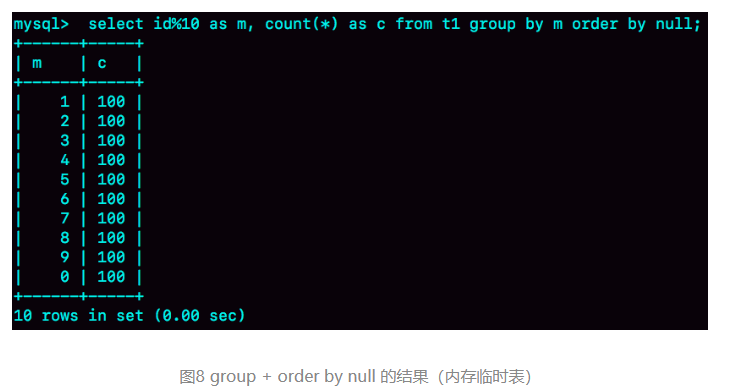 mysql>  select id%10 as m, count(*) as c from t1 group by m order by null;
+------+-----+
| m    | c   |
+------+-----+
|    1 | 100 |
|    2 | 100 |
|    3 | 100 |
|    4 | 100 |
|    5 | 100 |
|    6 | 100 |
|    7 | 100 |
|    8 | 100 |
|    9 | 100 |
|    0 | 100 |
+------+-----+
10 rows in set (0.00 sec)
图8 group + order by null 的结果（内存临时表）